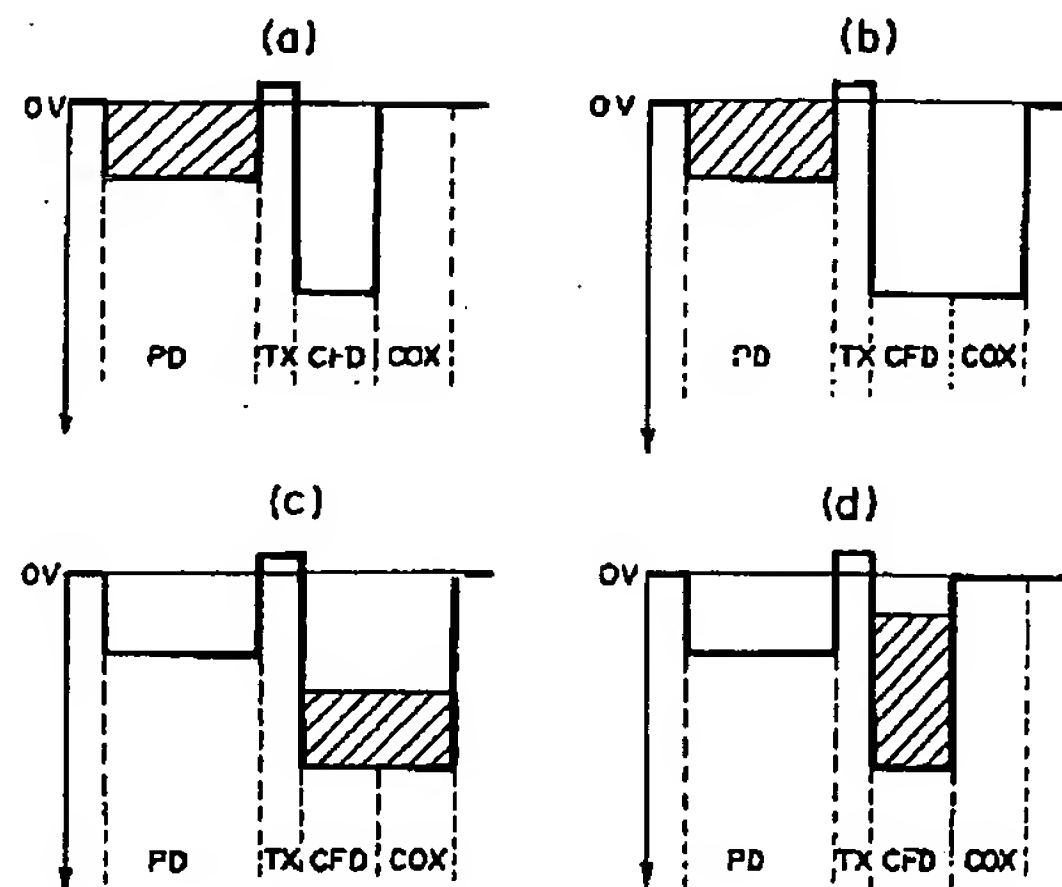 (a)
(b)
0V
0V
PD TX CFD COX
PD TX CFD COX
(c)
(d)
0V
0V
PD TX CFD COX
PD TX CFD COX